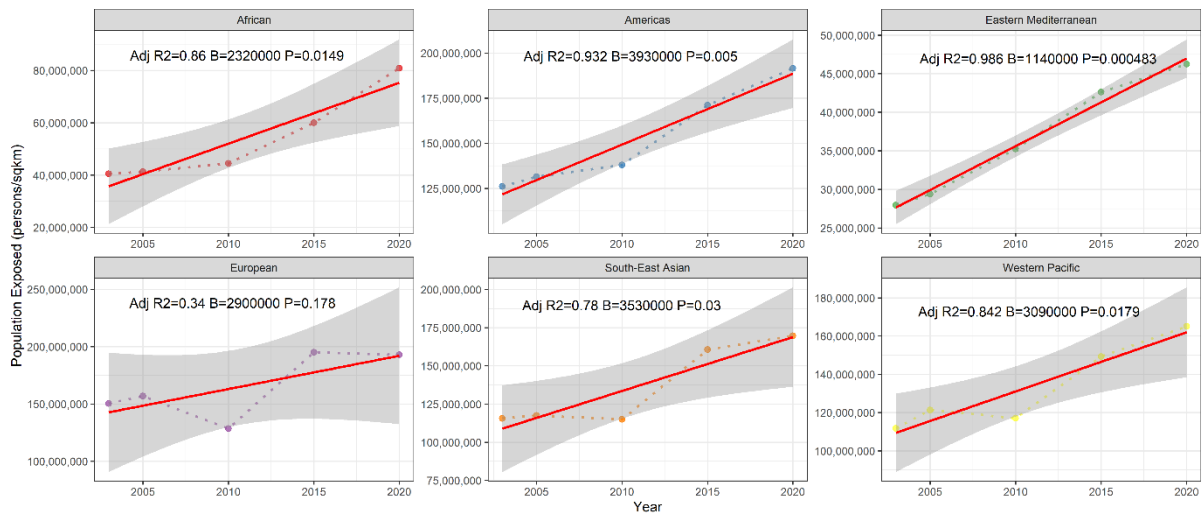 African
Americas
Eastern Mediterranean
Adj R2=0.86 B=2320000 P=0.0149
Adj R2=0.932 B=3930000 P=0.005
Adj R2=0.986 B=1140000 P=0.000483
80,000,000
60,000,000
40,000,000
20,000,000
200,000,000
175,000,000
150,000,000
125,000,000
50,000,000
45,000,000
40,000,000
35,000,000
30,000,000
25,000,000
2005 2010 2015 2020
2005 2010 2015 2020
2005 2010 2015 2020
Population Exposed (persons/sqkm)
European
South-East Asian
Western Pacific
Adj R2=0.34 B=2900000 P=0.178
Adj R2=0.78 B=3530000 P=0.03
Adj R2=0.842 B=3090000 P=0.0179
250,000,000
200,000,000
150,000,000
100,000,000
200,000,000
175,000,000
150,000,000
125,000,000
100,000,000
75,000,000
180,000,000
160,000,000
140,000,000
120,000,000
100,000,000
2005 2010 2015 2020
2005 2010 2015 2020
2005 2010 2015 2020
Year